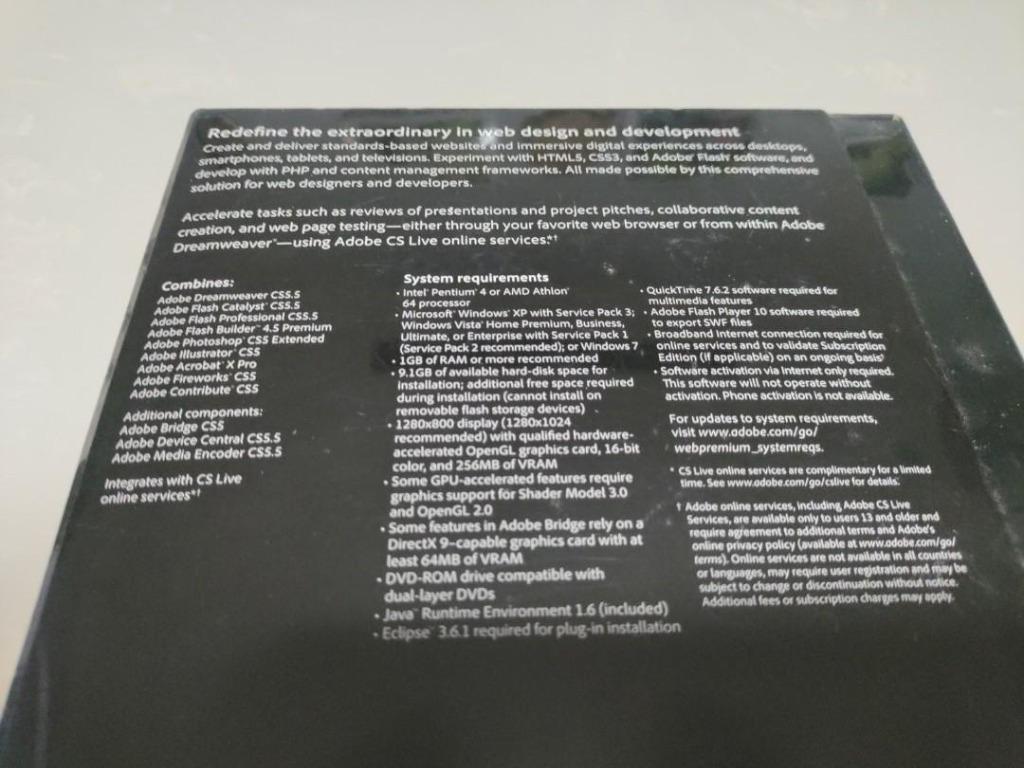 Redefine the extraordinary in web design and development
Create and deliver standards-based websites and immersive digital experiences across desktops,
smartphones, tablets, and televisions. Experiment with HTML5, CSS3, and Adobe® Flash® software, and
develop with PHP and content management frameworks. All made possible by this comprehensive
solution for web designers and developers.
Accelerate tasks such as reviews of presentations and project pitches, collaborative content
creation, and web page testing—either through your favorite web browser or from within Adobe
Dreamweaver®—using Adobe CS Live online services.*†
Combines:
Adobe Dreamweaver CS5.5
Adobe Flash Catalyst™ CS5.5
Adobe Flash Professional CS5.5
Adobe Flash Builder™ 4.5 Premium
Adobe Photoshop® CS5 Extended
Adobe Illustrator® CS5
Adobe Acrobat® X Pro
Adobe Fireworks® CS5
Adobe Contribute® CS5
Additional components:
Adobe Bridge CS5
Adobe Device Central CS5.5
Adobe Media Encoder CS5.5
Integrates with CS Live
online services*†
System requirements
• Intel® Pentium® 4 or AMD Athlon®
64 processor
• Microsoft® Windows® XP with Service Pack 3;
Windows Vista® Home Premium, Business,
Ultimate, or Enterprise with Service Pack 1
(Service Pack 2 recommended); or Windows 7
• 1GB of RAM or more recommended
• 9.1GB of available hard-disk space for
installation; additional free space required
during installation (cannot install on
removable flash storage devices)
• 1280x800 display (1280x1024
recommended) with qualified hardware-
accelerated OpenGL graphics card, 16-bit
color, and 256MB of VRAM
• Some GPU-accelerated features require
graphics support for Shader Model 3.0
and OpenGL 2.0
• Some features in Adobe Bridge rely on a
DirectX 9–capable graphics card with at
least 64MB of VRAM
• DVD-ROM drive compatible with
dual-layer DVDs
• Java™ Runtime Environment 1.6 (included)
• Eclipse™ 3.6.1 required for plug-in installation
• QuickTime 7.6.2 software required for
multimedia features
• Adobe Flash Player 10 software required
to export SWF files
• Broadband Internet connection required for
online services and to validate Subscription
Edition (if applicable) on an ongoing basis†
• Software activation via Internet only required.
This software will not operate without
activation. Phone activation is not available.
For updates to system requirements,
visit www.adobe.com/go/
webpremium_systemreqs.
* CS Live online services are complimentary for a limited
time. See www.adobe.com/go/cslive for details.
† Adobe online services, including Adobe CS Live
Services, are available only to users 13 and older and
require agreement to additional terms and Adobe's
online privacy policy (available at www.adobe.com/go/
terms). Online services are not available in all countries
or languages, may require user registration and may be
subject to change or discontinuation without notice.
Additional fees or subscription charges may apply.